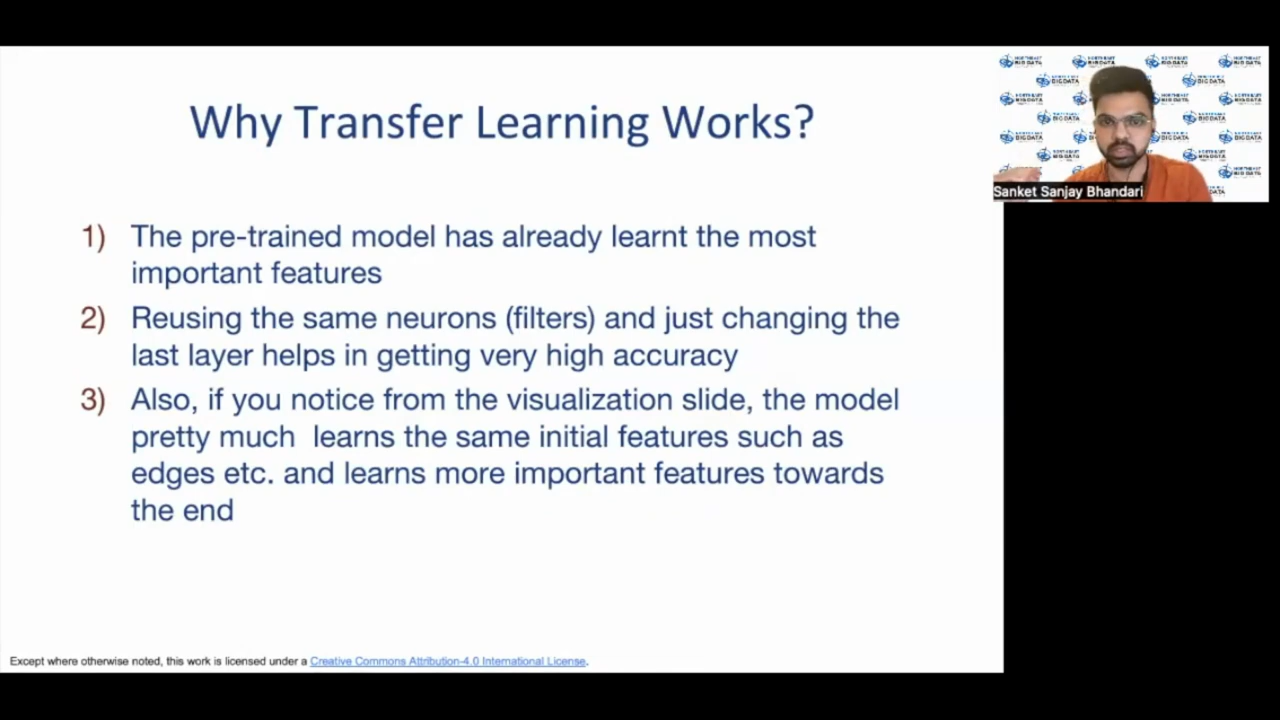 Why Transfer Learning Works?
1) The pre-trained model has already learnt the most
important features
2) Reusing the same neurons (filters) and just changing the
last layer helps in getting very high accuracy
3) Also, if you notice from the visualization slide, the model
pretty much learns the same initial features such as
edges etc. and learns more important features towards
the end
Except where otherwise noted, this work is licensed under a Creative Commons Attribution-4.0 International License.
NORTHEAST
BIG DATA
Sanket Sanjay Bhandari